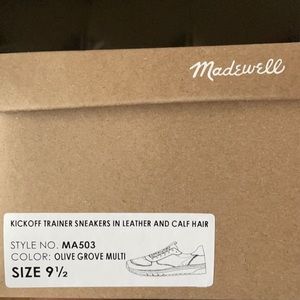 Madewell
KICKOFF TRAINER SNEAKERS IN LEATHER AND CALF HAIR
STYLE NO. MA503
COLOR: OLIVE GROVE MULTI
SIZE 9½